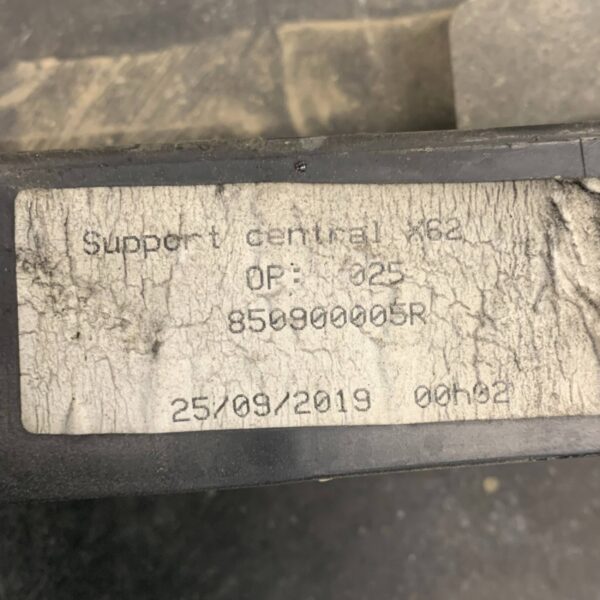 Support central X62
OP: 025
850900005R
25/09/2019 00h02